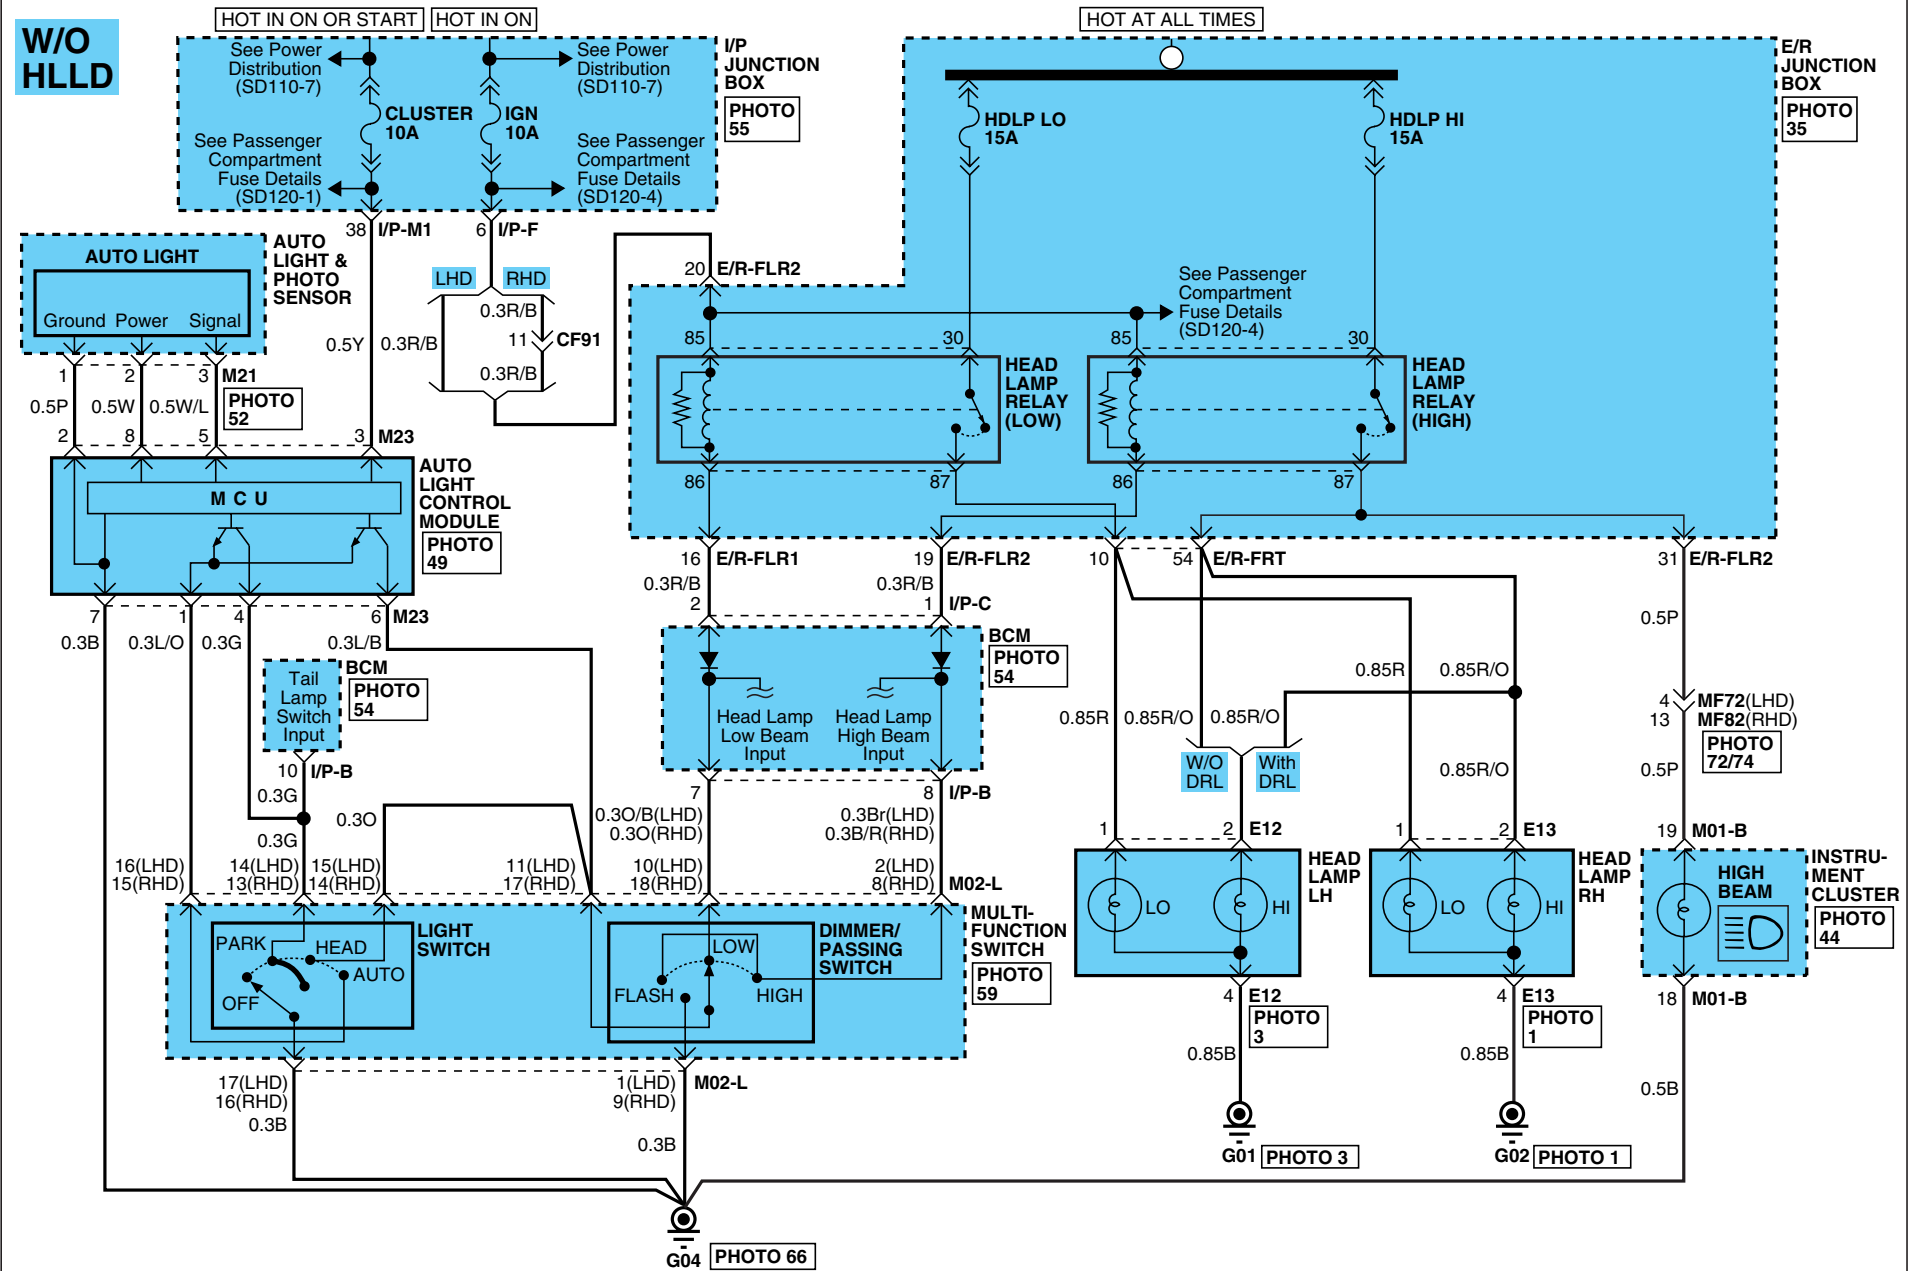 W/O
HLLD
HOT IN ON OR START
HOT IN ON
HOT AT ALL TIMES
See Power
Distribution
(SD110-7)
See Power
Distribution
(SD110-7)
I/P
JUNCTION
BOX
PHOTO
55
CLUSTER
10A
IGN
10A
See Passenger
Compartment
Fuse Details
(SD120-1)
See Passenger
Compartment
Fuse Details
(SD120-4)
HDLP LO
15A
HDLP HI
15A
E/R
JUNCTION
BOX
PHOTO
35
38
I/P-M1
6
I/P-F
AUTO LIGHT
Ground
Power
Signal
AUTO
LIGHT &
PHOTO
SENSOR
LHD
RHD
0.3R/B
11
CF91
0.3R/B
0.5Y
0.3R/B
20
E/R-FLR2
See Passenger
Compartment
Fuse Details
(SD120-4)
85
30
85
30
HEAD
LAMP
RELAY
(LOW)
HEAD
LAMP
RELAY
(HIGH)
86
87
86
87
1
2
3
M21
PHOTO
52
0.5P
0.5W
0.5W/L
2
8
5
3
M23
M C U
AUTO
LIGHT
CONTROL
MODULE
PHOTO
49
7
1
4
6
M23
0.3B
0.3L/O
0.3G
0.3L/B
16
E/R-FLR1
19
E/R-FLR2
10
54
E/R-FRT
31
E/R-FLR2
0.3R/B
0.3R/B
2
1
I/P-C
BCM
PHOTO
54
Head Lamp
Low Beam
Input
Head Lamp
High Beam
Input
7
8
I/P-B
Tail
Lamp
Switch
Input
BCM
PHOTO
54
10
I/P-B
0.3G
0.3G
0.3O
0.3O/B(LHD)
0.3O(RHD)
0.3Br(LHD)
0.3B/R(RHD)
16(LHD)
15(RHD)
14(LHD)
13(RHD)
15(LHD)
14(RHD)
11(LHD)
17(RHD)
10(LHD)
18(RHD)
2(LHD)
8(RHD)
M02-L
PARK
HEAD
AUTO
OFF
LIGHT
SWITCH
LOW
FLASH
HIGH
DIMMER/
PASSING
SWITCH
MULTI-
FUNCTION
SWITCH
PHOTO
59
17(LHD)
16(RHD)
0.3B
1(LHD)
9(RHD)
M02-L
0.3B
G04
PHOTO 66
0.85R
0.85R/O
0.85R/O
0.85R
0.85R/O
0.85R/O
W/O
DRL
With
DRL
1
2
E12
1
2
E13
LO
HI
HEAD
LAMP
LH
LO
HI
HEAD
LAMP
RH
4
E12
PHOTO
3
4
E13
PHOTO
1
0.85B
0.85B
G01
PHOTO 3
G02
PHOTO 1
0.5P
4
MF72(LHD)
13
MF82(RHD)
PHOTO
72/74
0.5P
19
M01-B
HIGH
BEAM
INSTRU-
MENT
CLUSTER
PHOTO
44
18
M01-B
0.5B